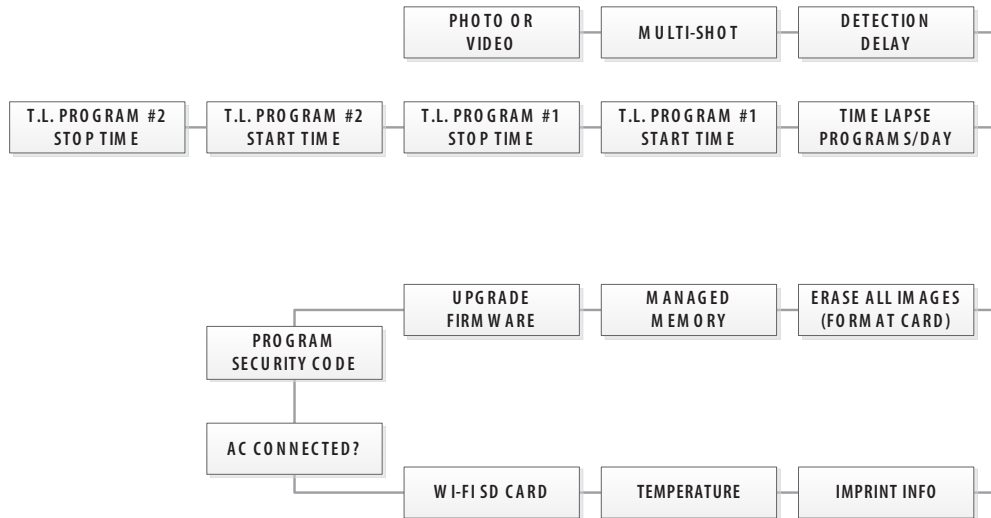 PHOTO OR
VIDEO
MULTI-SHOT
DETECTION
DELAY
T.L. PROGRAM #2
STOP TIME
T.L. PROGRAM #2
START TIME
T.L. PROGRAM #1
STOP TIME
T.L. PROGRAM #1
START TIME
TIME LAPSE
PROGRAMS/DAY
UPGRADE
FIRMWARE
MANAGED
MEMORY
ERASE ALL IMAGES
(FORMAT CARD)
PROGRAM
SECURITY CODE
AC CONNECTED?
WI-FI SD CARD
TEMPERATURE
IMPRINT INFO